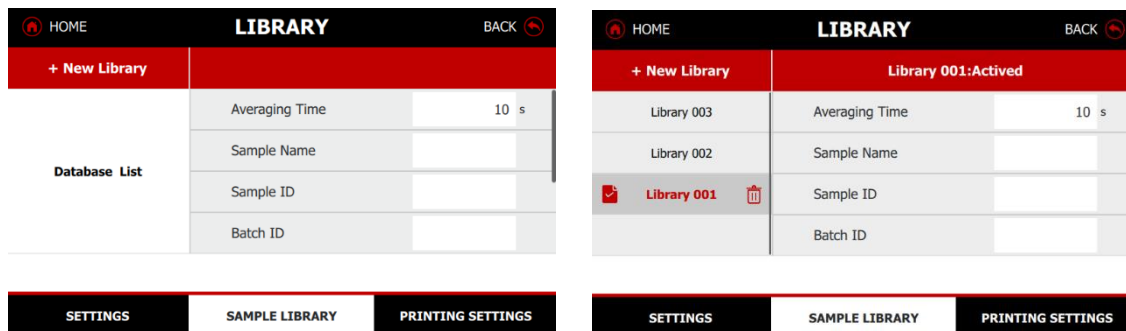 HOME LIBRARY BACK
+ New Library
Averaging Time 10 s
Sample Name
Database List
Sample ID
Batch ID
SETTINGS SAMPLE LIBRARY PRINTING SETTINGS
HOME LIBRARY BACK
+ New Library Library 001:Actived
Library 003 Averaging Time 10 s
Library 002 Sample Name
Library 001 Sample ID
Batch ID
SETTINGS SAMPLE LIBRARY PRINTING SETTINGS